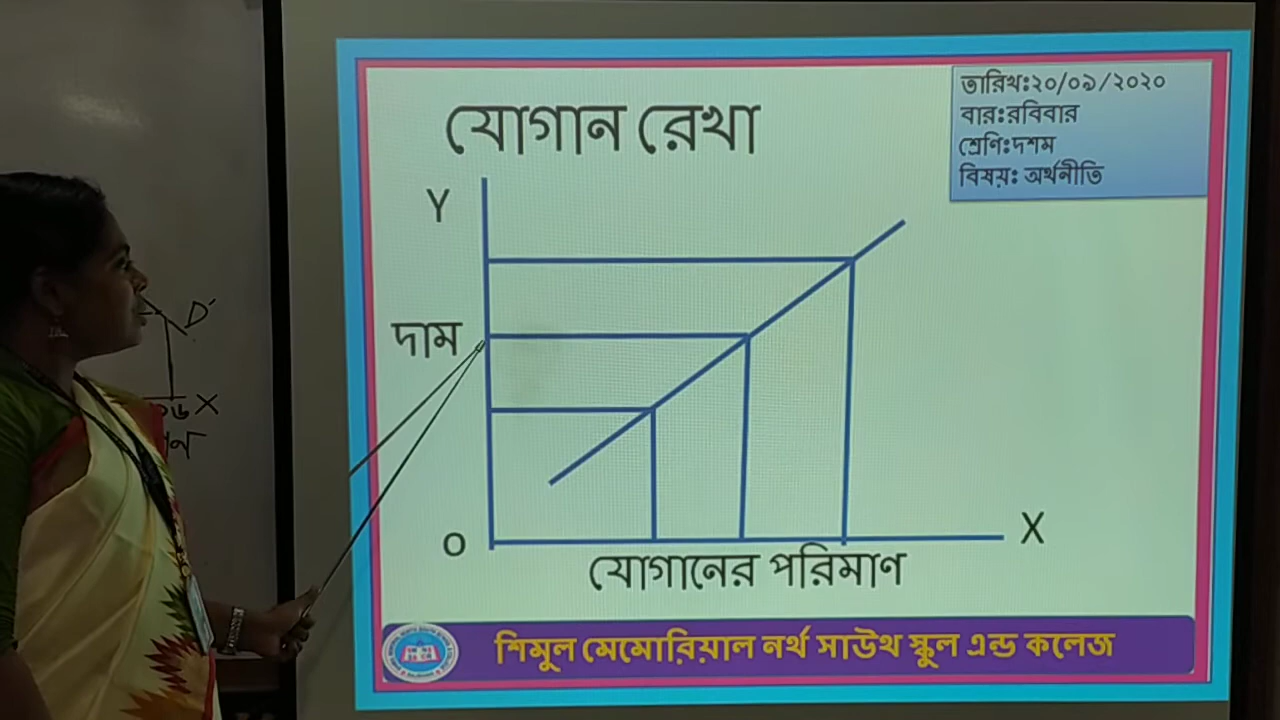 যোগান রেখা
তারিখঃ২০/০৯/২০২০
বারঃরবিবার
শ্রেণিঃদশম
বিষয়ঃ অর্থনীতি
Y
দাম
O
X
যোগানের পরিমাণ
শিমুল মেমোরিয়াল নর্থ সাউথ স্কুল এন্ড কলেজ
D'
X